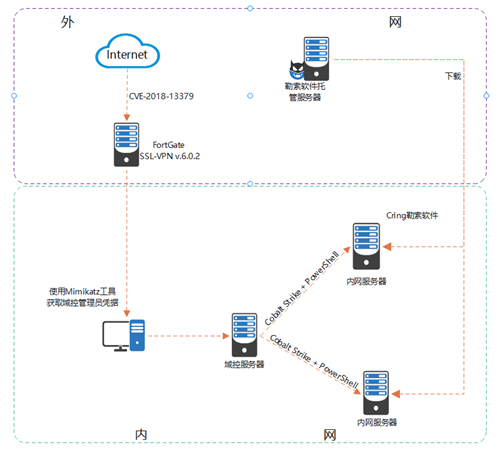 外
网
Internet
勒索软件托
管服务器
下载
CVE-2018-13379
FortGate
SSL-VPN v.6.0.2
Cring勒索软件
Cobalt Strike + PowerShell
内网服务器
使用Mimikatz工具
获取域控管理员凭据
域控服务器
Cobalt Strike + PowerShell
内网服务器
内
网